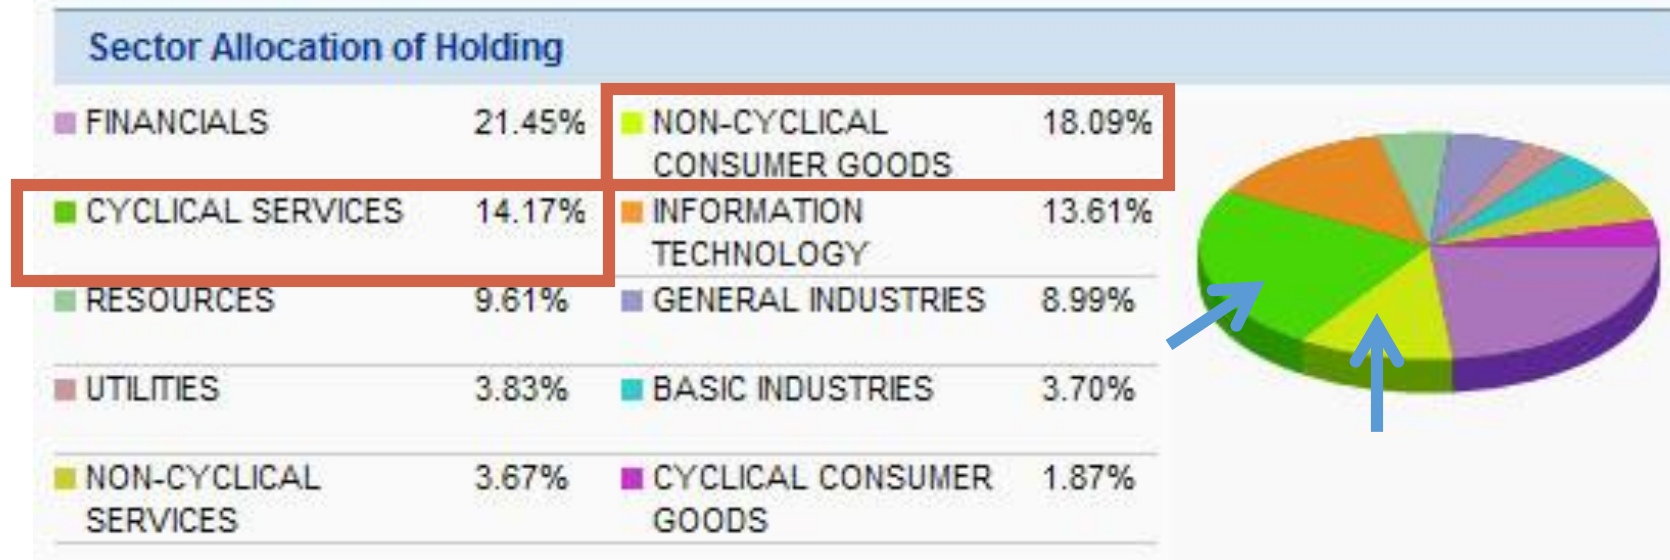 Sector Allocation of Holding
FINANCIALS 21.45% NON-CYCLICAL 18.09%
CONSUMER GOODS
CYCLICAL SERVICES 14.17% INFORMATION 13.61%
TECHNOLOGY
RESOURCES 9.61% GENERAL INDUSTRIES 8.99%
UTILITIES 3.83% BASIC INDUSTRIES 3.70%
NON-CYCLICAL 3.67% CYCLICAL CONSUMER 1.87%
SERVICES GOODS